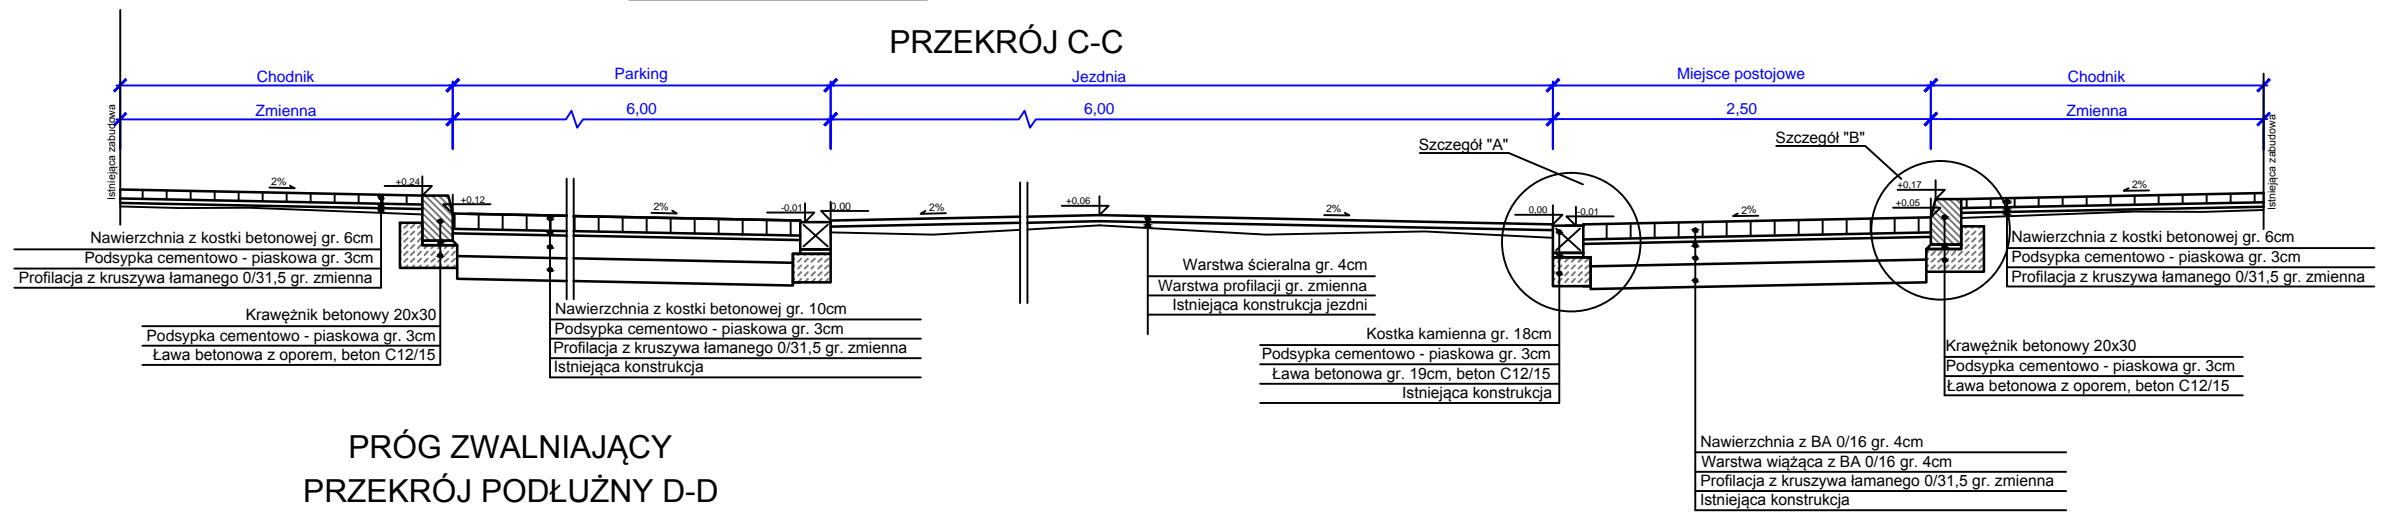 PRZEKRÓJ C-C
Chodnik
Parking
Jezdnia
Miejsce postojowe
Chodnik
Zmienna
6,00
6,00
2,50
Zmienna
Istniejąca zabudowa
Istniejąca zabudowa
Szczegół "A"
Szczegół "B"
2%
+0,24
+0,12
2%
-0,01
0,00
2%
+0,06
2%
0,00
-0,01
2%
+0,17
+0,05
2%
Nawierzchnia z kostki betonowej gr. 6cm
Podsypka cementowo - piaskowa gr. 3cm
Profilacja z kruszywa łamanego 0/31,5 gr. zmienna
Krawężnik betonowy 20x30
Podsypka cementowo - piaskowa gr. 3cm
Ława betonowa z oporem, beton C12/15
Nawierzchnia z kostki betonowej gr. 10cm
Podsypka cementowo - piaskowa gr. 3cm
Profilacja z kruszywa łamanego 0/31,5 gr. zmienna
Istniejąca konstrukcja
Warstwa ścieralna gr. 4cm
Warstwa profilacji gr. zmienna
Istniejąca konstrukcja jezdni
Kostka kamienna gr. 18cm
Podsypka cementowo - piaskowa gr. 3cm
Ława betonowa gr. 19cm, beton C12/15
Istniejąca konstrukcja
Nawierzchnia z kostki betonowej gr. 6cm
Podsypka cementowo - piaskowa gr. 3cm
Profilacja z kruszywa łamanego 0/31,5 gr. zmienna
Krawężnik betonowy 20x30
Podsypka cementowo - piaskowa gr. 3cm
Ława betonowa z oporem, beton C12/15
Nawierzchnia z BA 0/16 gr. 4cm
Warstwa wiążąca z BA 0/16 gr. 4cm
Profilacja z kruszywa łamanego 0/31,5 gr. zmienna
Istniejąca konstrukcja
PRÓG ZWALNIAJĄCY
PRZEKRÓJ PODŁUŻNY D-D